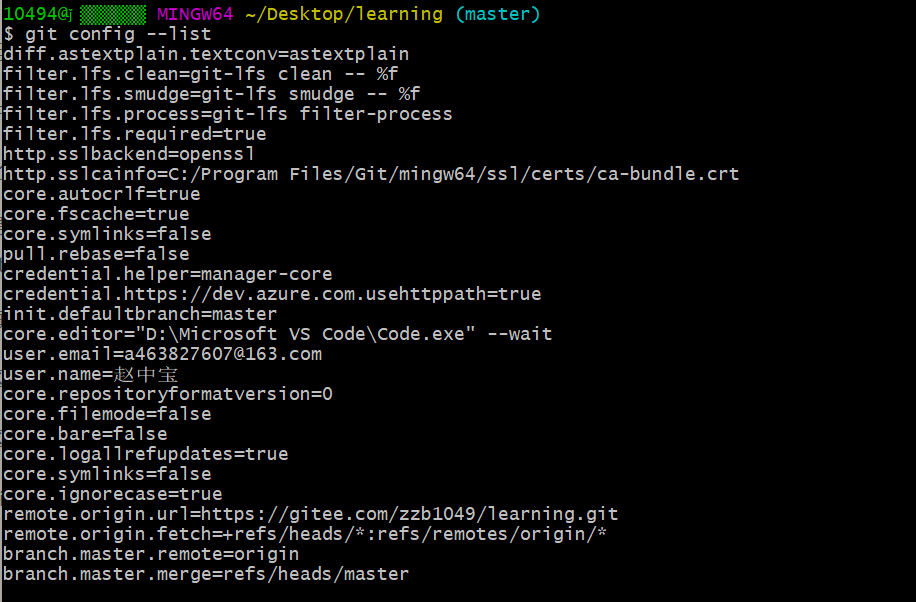 10494@ MINGW64 ~/Desktop/learning (master)
$ git config --list
diff.astextplain.textconv=astextplain
filter.lfs.clean=git-lfs clean -- %f
filter.lfs.smudge=git-lfs smudge -- %f
filter.lfs.process=git-lfs filter-process
filter.lfs.required=true
http.sslbackend=openssl
http.sslcainfo=C:/Program Files/Git/mingw64/ssl/certs/ca-bundle.crt
core.autocrlf=true
core.fscache=true
core.symlinks=false
pull.rebase=false
credential.helper=manager-core
credential.https://dev.azure.com.usehttppath=true
init.defaultbranch=master
core.editor="D:\Microsoft VS Code\Code.exe" --wait
user.email=a463827607@163.com
user.name=赵中宝
core.repositoryformatversion=0
core.filemode=false
core.bare=false
core.logallrefupdates=true
core.symlinks=false
core.ignorecase=true
remote.origin.url=https://gitee.com/zzb1049/learning.git
remote.origin.fetch=+refs/heads/*:refs/remotes/origin/*
branch.master.remote=origin
branch.master.merge=refs/heads/master